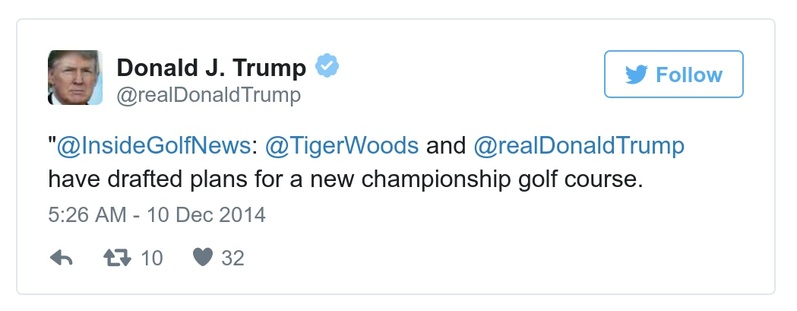 Donald J. Trump
Follow
@realDonaldTrump
"@InsideGolfNews: @TigerWoods and @realDonaldTrump
have drafted plans for a new championship golf course.
5:26 AM - 10 Dec 2014
10 32